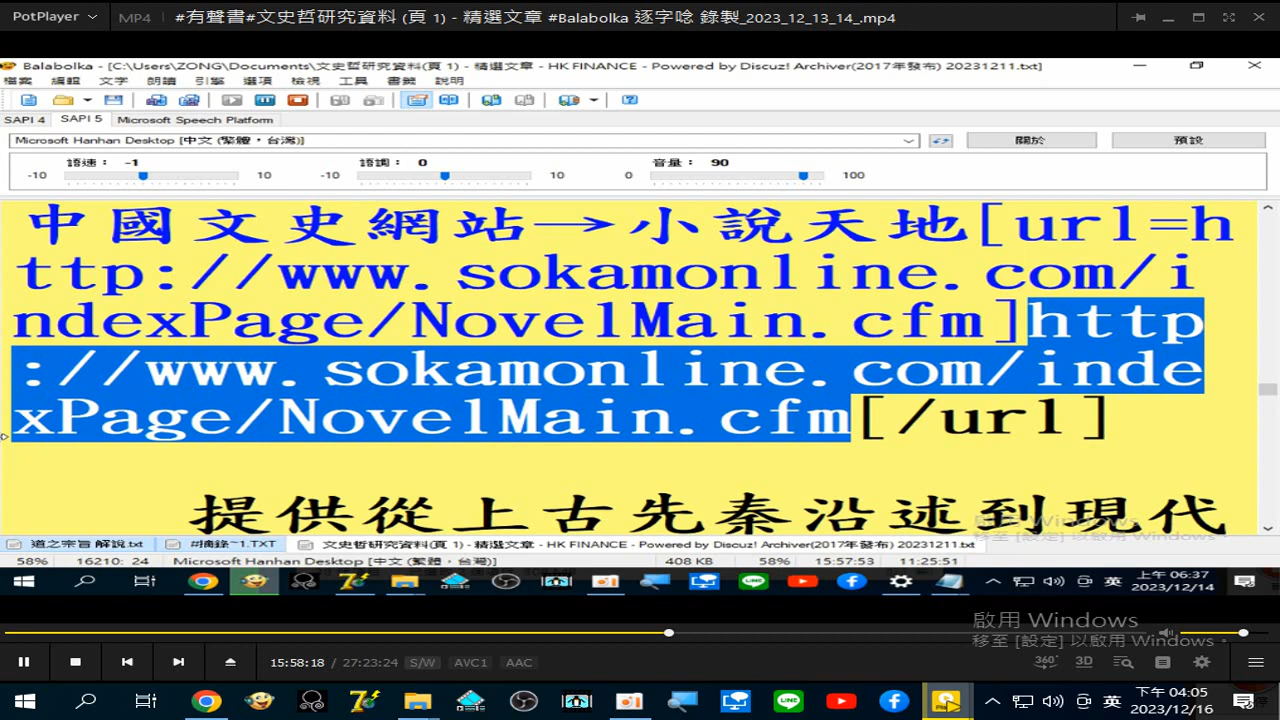 PotPlayer MP4 #有聲書#文史哲研究資料 (頁 1) - 精選文章 #Balabolka 逐字唸 錄製_2023_12_13_14_.mp4
Balabolka - [C:\Users\ZONG\Documents\文史哲研究資料(頁 1) - 精選文章 - HK FINANCE - Powered by Discuz! Archiver(2017年發布) 20231211.txt]
檔案 編輯 文字 朗讀 引擎 選項 檢視 工具 書籤 說明
SAPI 4 SAPI 5 Microsoft Speech Platform
Microsoft Hanhan Desktop [中文 (繁體，台灣)] 關於 預設
語速： -1 語調： 0 音量： 90
-10 10 -10 10 0 100
中國文史網站→小說天地[url=h
ttp://www.sokamonline.com/i
ndexPage/NovelMain.cfm]http
://www.sokamonline.com/inde
xPage/NovelMain.cfm[/url]
提供從上古先秦沿述到現代
啟用 Windows
移至 [設定] 以啟用 Windows。
道之宗旨 解說.txt #摘錄~1.TXT 文史哲研究資料(頁 1) - 精選文章 - HK FINANCE - Powered by Discuz! Archiver(2017年發布) 20231211.txt
58% 16210: 24 Microsoft Hanhan Desktop [中文 (繁體，台灣)] 408 KB 58% 15:57:53 11:25:51
英 上午 06:37
2023/12/14
啟用 Windows
移至 [設定] 以啟用 Windows。
15:58:18 / 27:23:24 S/W AVC1 AAC 360° 3D
英 下午 04:05
2023/12/16